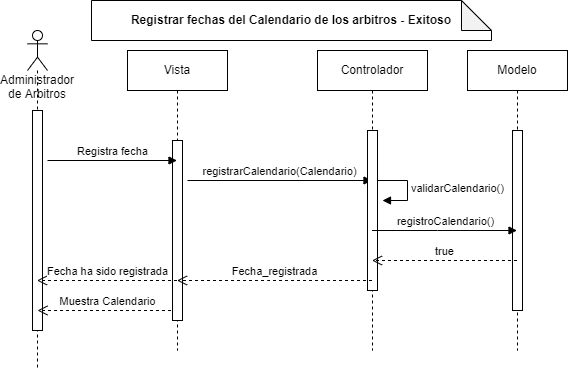 Registrar fechas del Calendario de los arbitros - Exitoso
Administrador
de Arbitros
Vista
Controlador
Modelo
Registra fecha
registrarCalendario(Calendario)
validarCalendario()
registroCalendario()
true
Fecha_registrada
Fecha ha sido registrada
Muestra Calendario